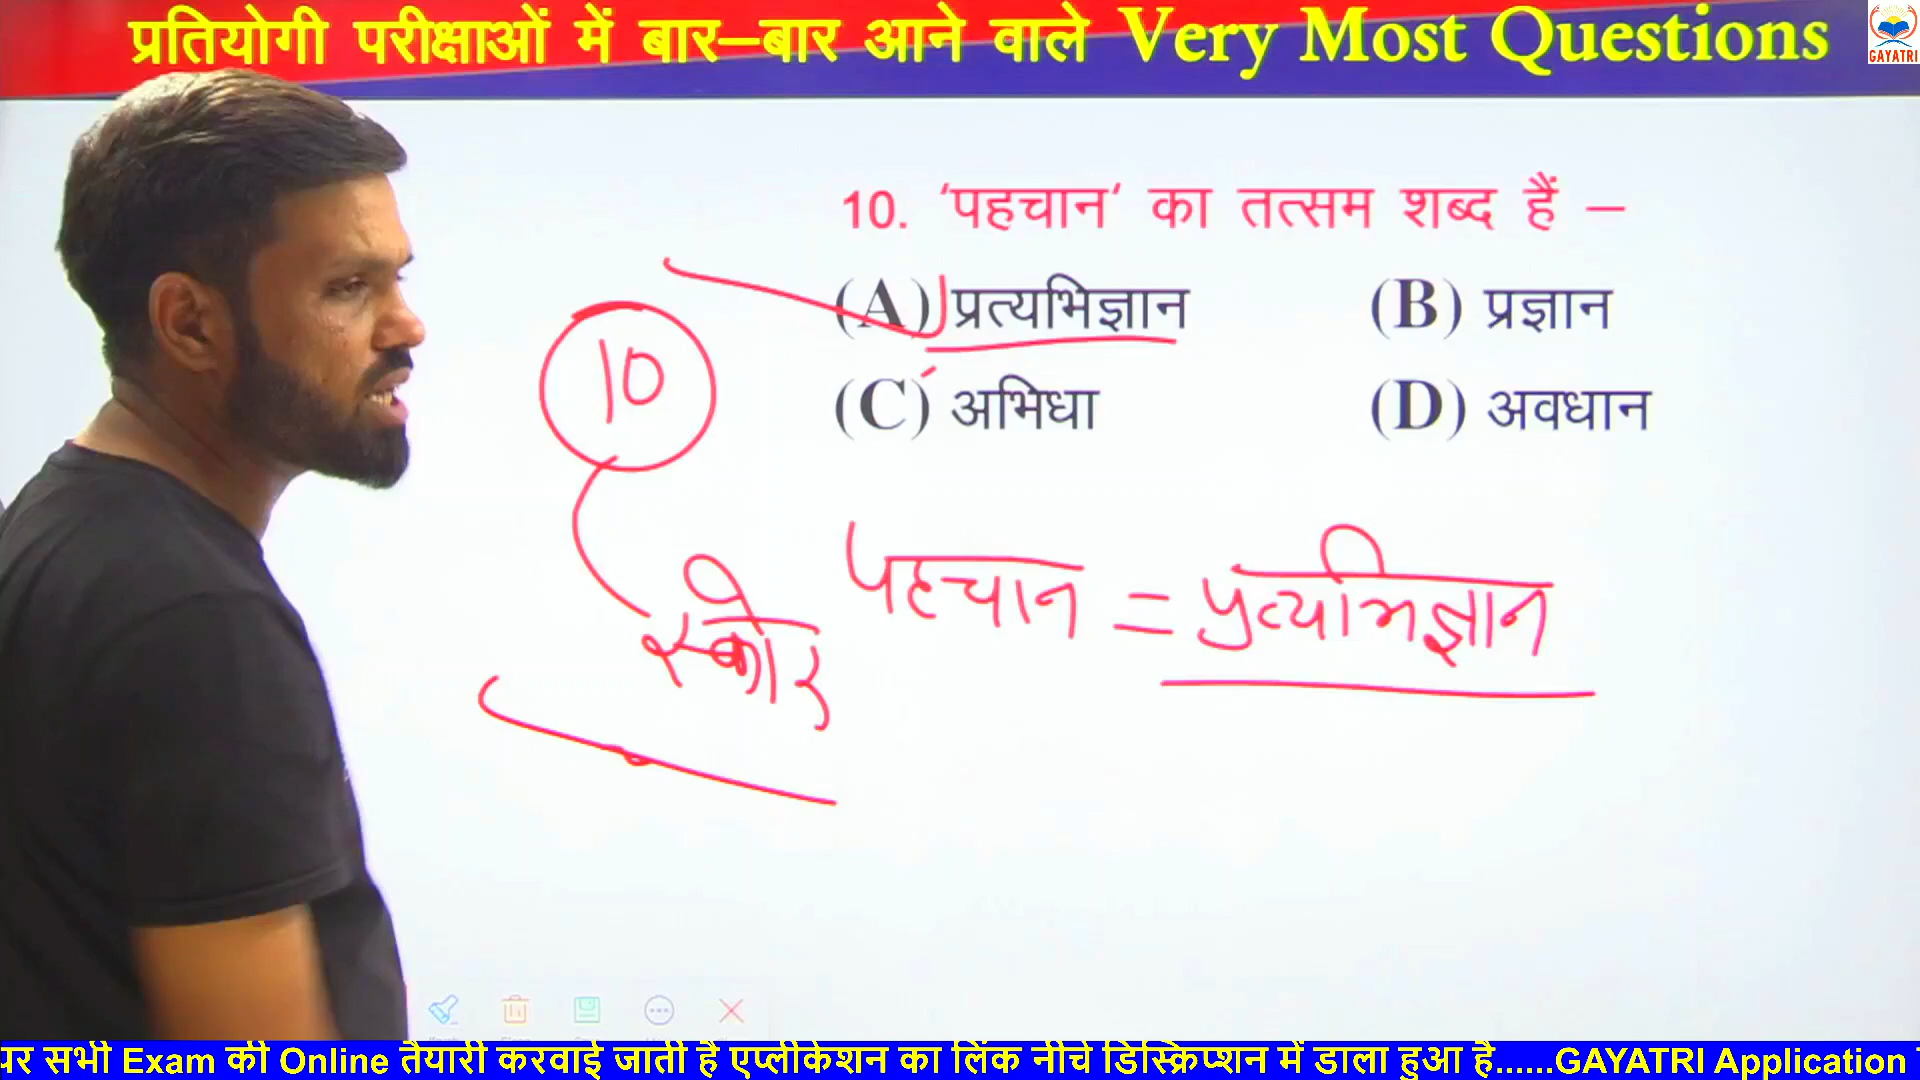 प्रतियोगी परीक्षाओं में बार–बार आने वाले Very Most Questions
GAYATRI
10. ‘पहचान‘ का तत्सम शब्द हैं –
(A) प्रत्यभिज्ञान (B) प्रज्ञान
(C) अभिधा (D) अवधान
10
स्कोर
पहचान = प्रत्यभिज्ञान
पर सभी Exam की Online तैयारी करवाई जाती है एप्लीकेशन का लिंक नीचे डिस्क्रिप्शन में डाला हुआ है......GAYATRI Application